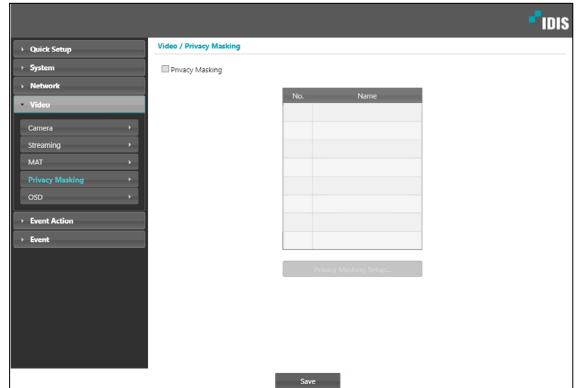 IDIS
Quick Setup
System
Network
Video
Camera
Streaming
MAT
Privacy Masking
OSD
Event Action
Event
Video / Privacy Masking
Privacy Masking
No. Name
Privacy Masking Setup...
Save